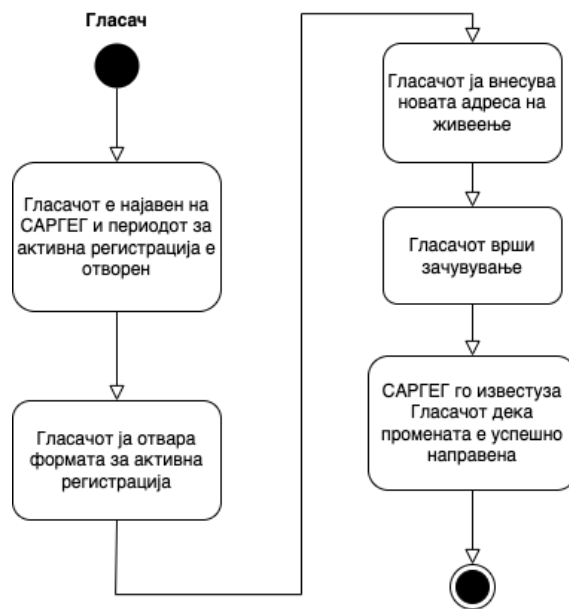 Гласач
Гласачот е најавен на
САРГЕГ и периодот за
активна регистрација е
отворен
Гласачот ја отвара
формата за активна
регистрација
Гласачот ја внесува
новата адреса на
живеење
Гласачот врши
зачувување
САРГЕГ го известуза
Гласачот дека
промената е успешно
направена